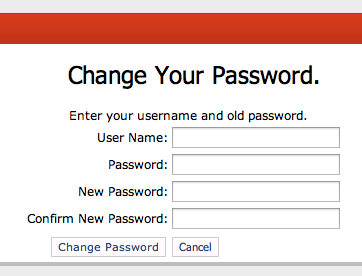 Change Your Password.
Enter your username and old password.
User Name:
Password:
New Password:
Confirm New Password:
Change Password Cancel